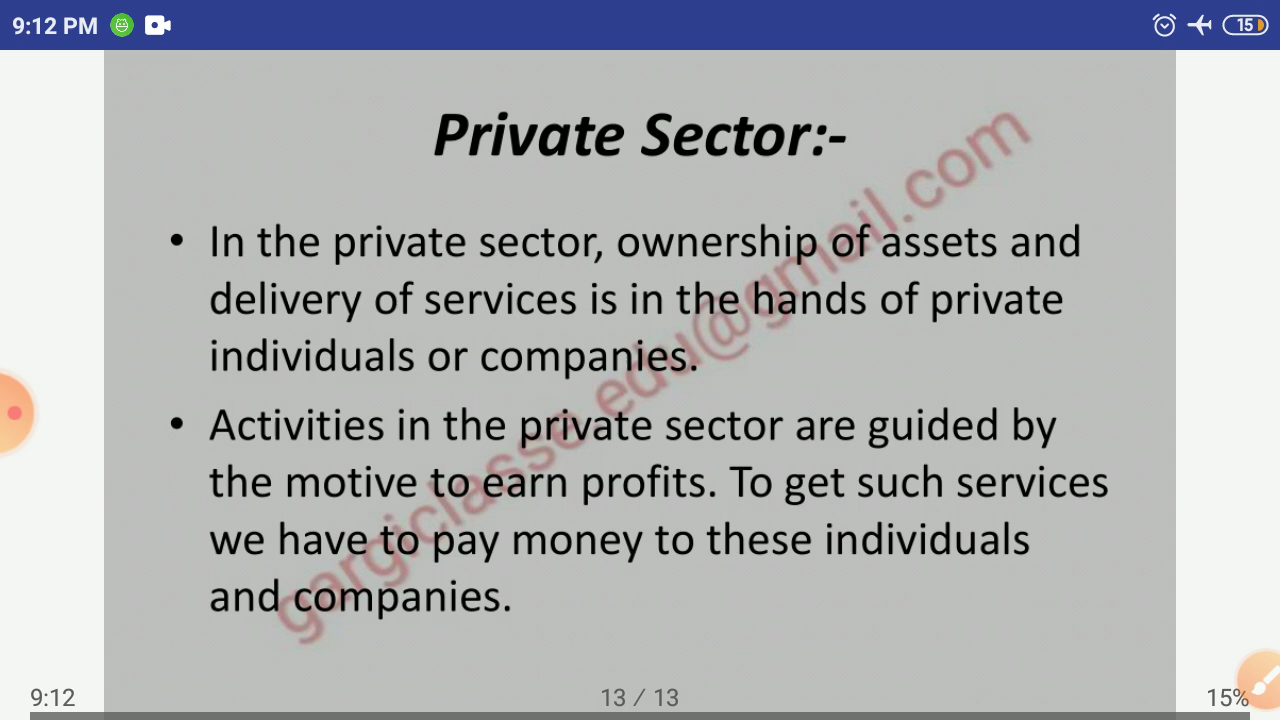 9:12 PM
15
Private Sector:-
• In the private sector, ownership of assets and
delivery of services is in the hands of private
individuals or companies.
• Activities in the private sector are guided by
the motive to earn profits. To get such services
we have to pay money to these individuals
and companies.
gargiclasse.edu@gmail.com
9:12
13 / 13
15%